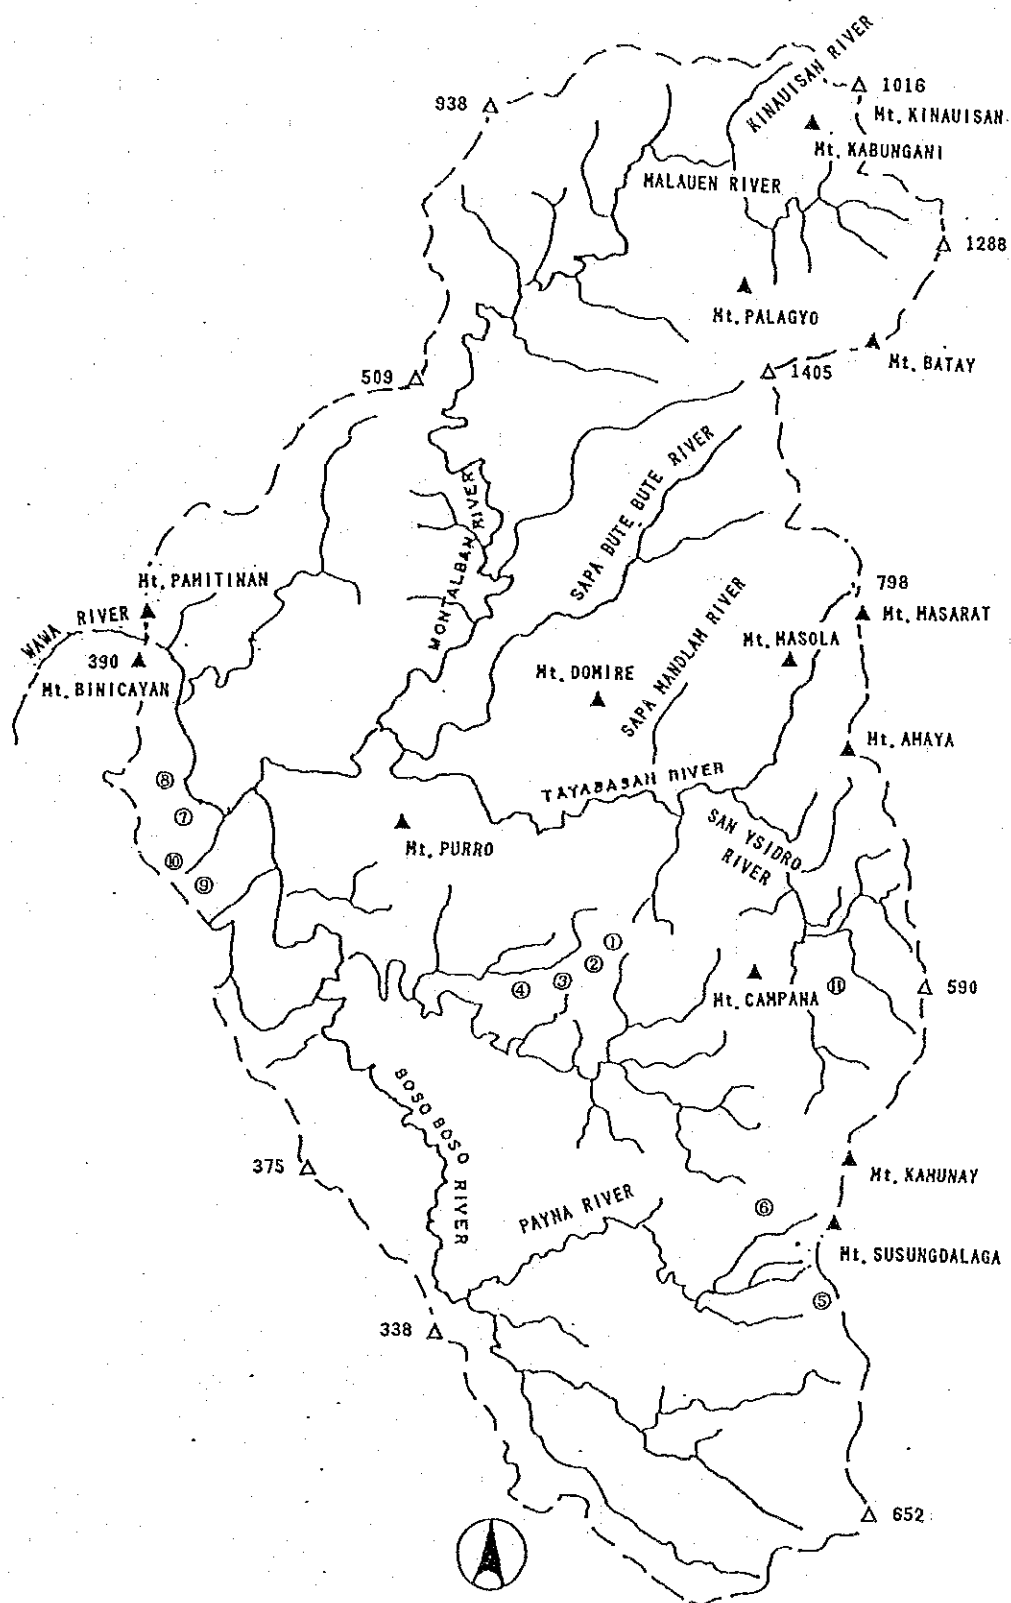 KINAUISAN RIVER
938
1016
Mt. KINAUISAN
Mt. KABUNGANI
MALAUEN RIVER
1288
Mt. PALAGYO
Mt. BATAY
509
1405
SAPA BUTE BUTE RIVER
MONTALBAN RIVER
Mt. PAMITINAN
798
WAWA RIVER
Mt. MASARAT
Mt. MASOLA
SAPA MANDLAM RIVER
390
Mt. DOMIRE
Mt. BINICAYAN
Mt. AMAYA
TAYABASAN RIVER
⑧
⑦
SAN YSIDRO
RIVER
Mt. PURRO
⑩
⑨
①
②
③
④
⑪
590
Mt. CAMPANA
BOSO BOSO RIVER
375
Mt. KAMUNAY
PAYNA RIVER
⑥
Mt. SUSUNGDALAGA
⑤
338
652